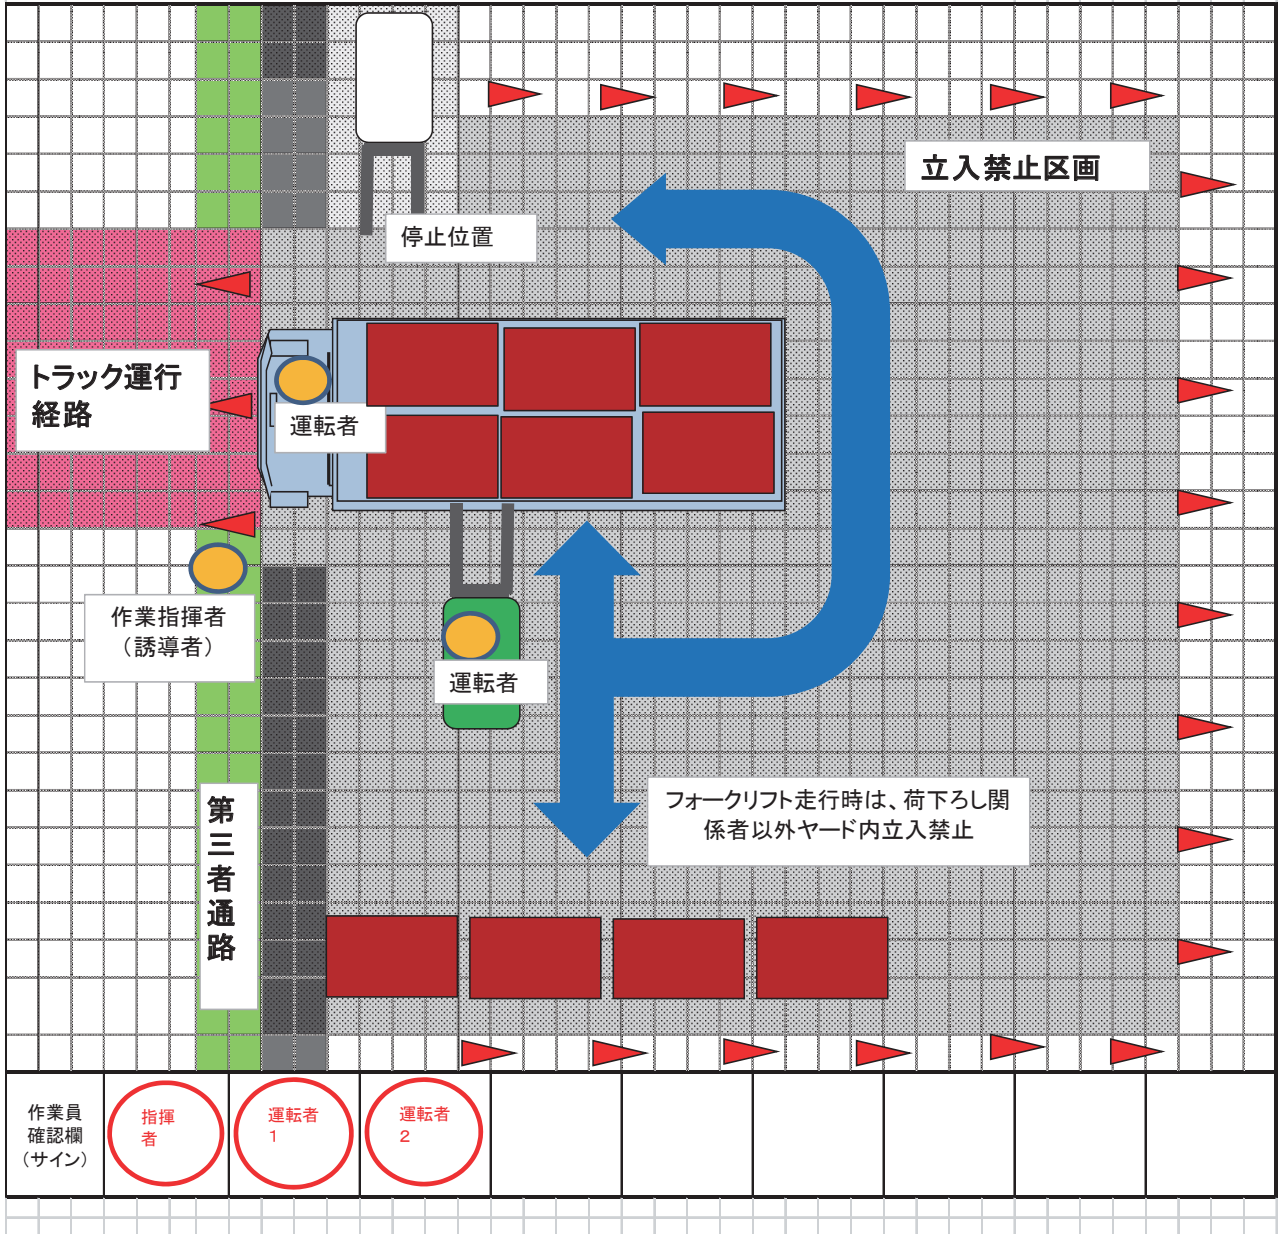 立入禁止区画
停止位置
トラック運行
経路
運転者
作業指揮者
（誘導者）
運転者
フォークリフト走行時は、荷下ろし関
係者以外ヤード内立入禁止
第三者通路
作業員
確認欄
（サイン）
指揮
者
運転者
1
運転者
2